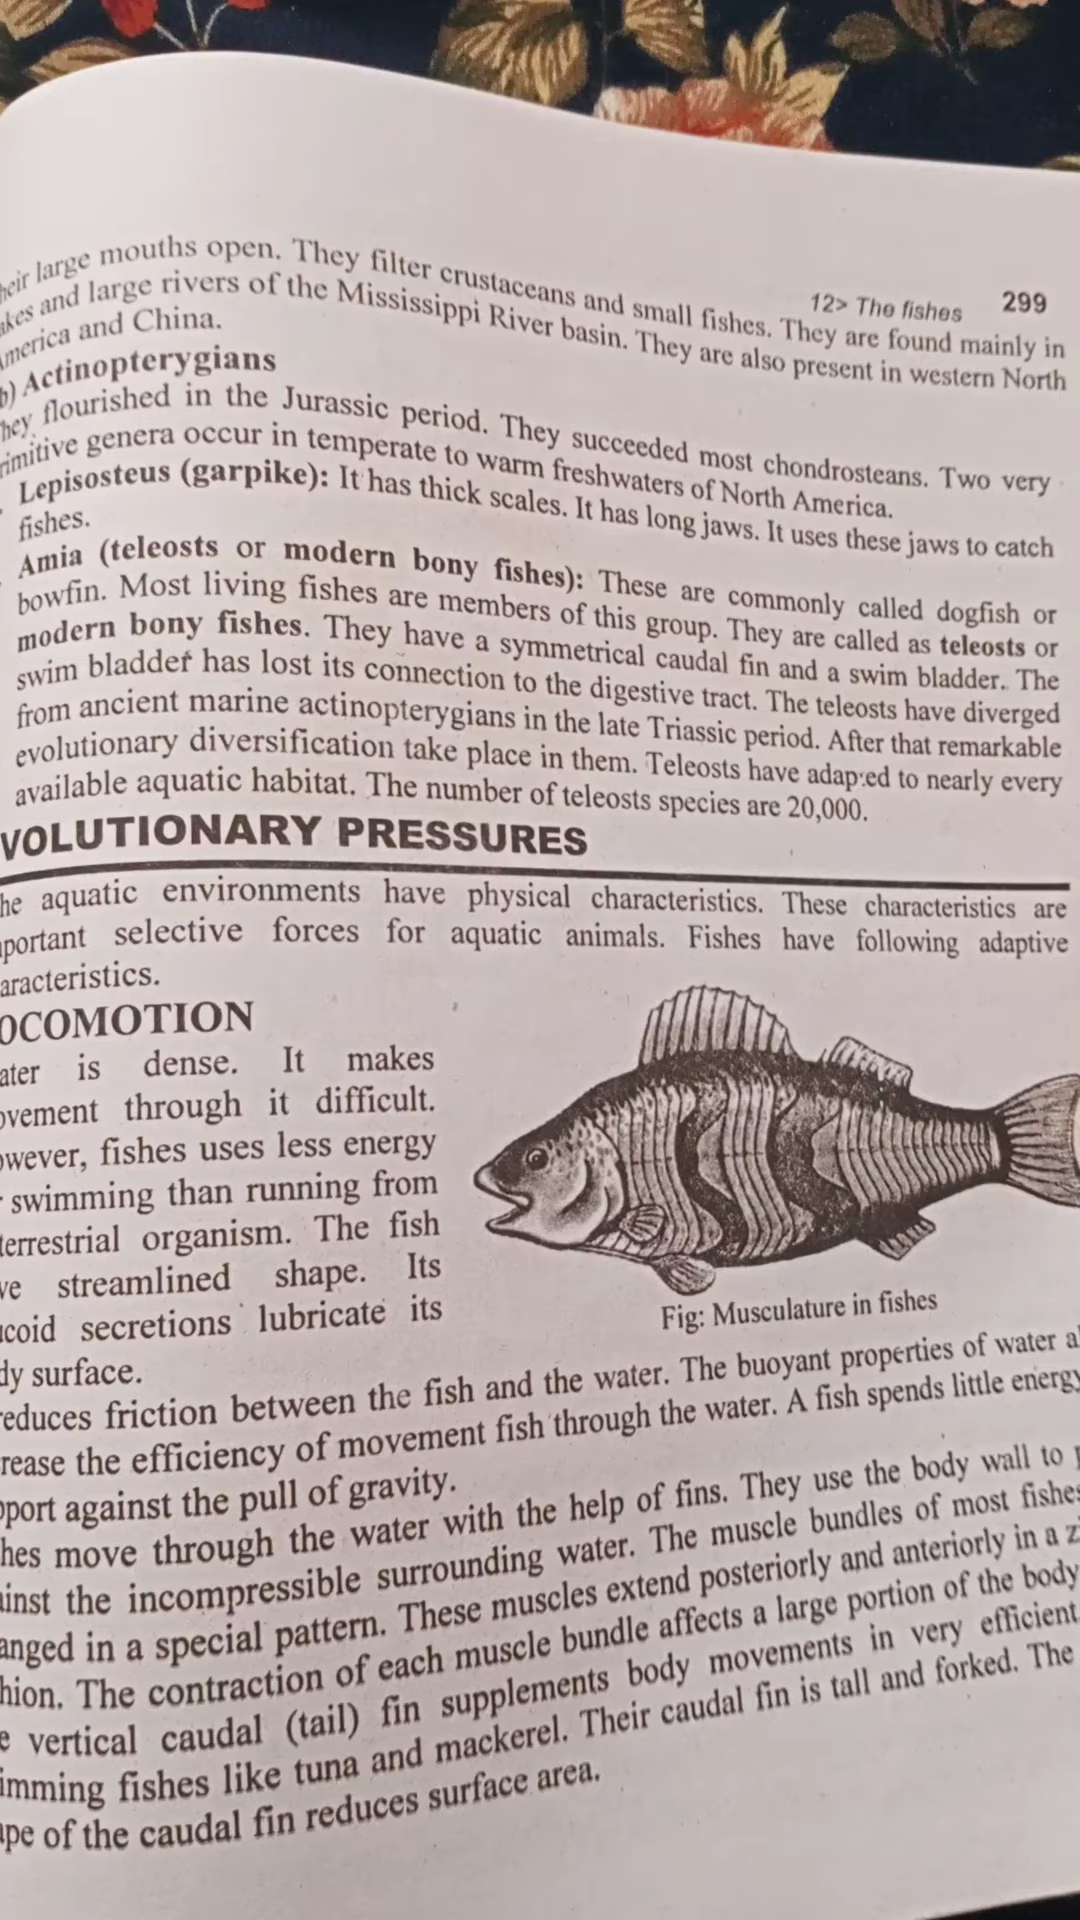 12> The fishes 299
large mouths open. They filter crustaceans and small fishes. They are found mainly in
and large rivers of the Mississippi River basin. They are also present in western North
and China.
b) Actinopterygians
flourished in the Jurassic period. They succeeded most chondrosteans. Two very
genera occur in temperate to warm freshwaters of North America.
Lepisosteus (garpike): It has thick scales. It has long jaws. It uses these jaws to catch
fishes.
Amia (teleosts or modern bony fishes): These are commonly called dogfish or
bowfin. Most living fishes are members of this group. They are called as teleosts or
modern bony fishes. They have a symmetrical caudal fin and a swim bladder. The
swim bladder has lost its connection to the digestive tract. The teleosts have diverged
from ancient marine actinopterygians in the late Triassic period. After that remarkable
evolutionary diversification take place in them. Teleosts have adapted to nearly every
available aquatic habitat. The number of teleosts species are 20,000.
VOLUTIONARY PRESSURES
he aquatic environments have physical characteristics. These characteristics are
portant selective forces for aquatic animals. Fishes have following adaptive
aracteristics.
OCOMOTION
ater is dense. It makes
ovement through it difficult.
owever, fishes uses less energy
swimming than running from
terrestrial organism. The fish
ve streamlined shape. Its
coid secretions lubricate its
dy surface.
Fig: Musculature in fishes
reduces friction between the fish and the water. The buoyant properties of water al
rease the efficiency of movement fish through the water. A fish spends little energy
pport against the pull of gravity.
hes move through the water with the help of fins. They use the body wall to p
ainst the incompressible surrounding water. The muscle bundles of most fishes
anged in a special pattern. These muscles extend posteriorly and anteriorly in a zi
hion. The contraction of each muscle bundle affects a large portion of the body
e vertical caudal (tail) fin supplements body movements in very efficient
imming fishes like tuna and mackerel. Their caudal fin is tall and forked. The
ape of the caudal fin reduces surface area.